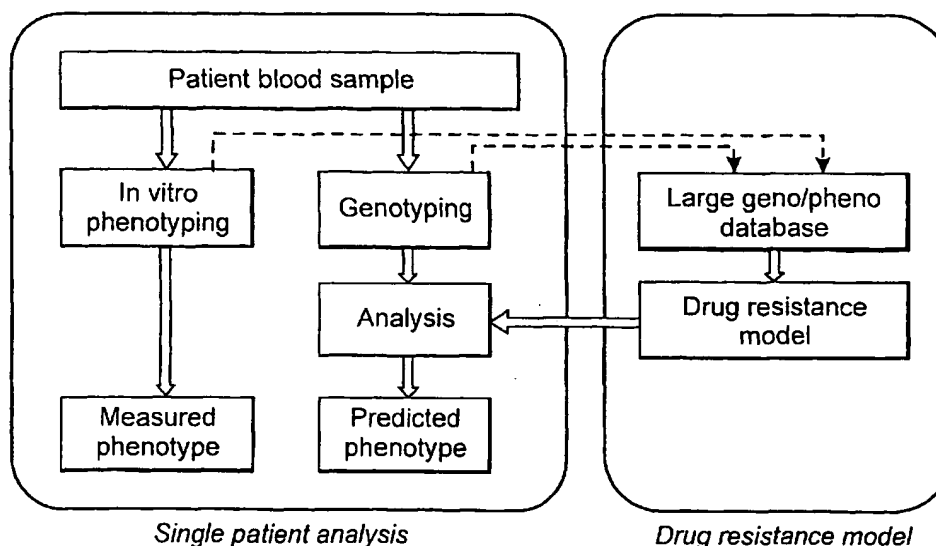 Patient blood sample
In vitro
phenotyping
Genotyping
Large geno/pheno
database
Analysis
Drug resistance
model
Measured
phenotype
Predicted
phenotype
Single patient analysis
Drug resistance model